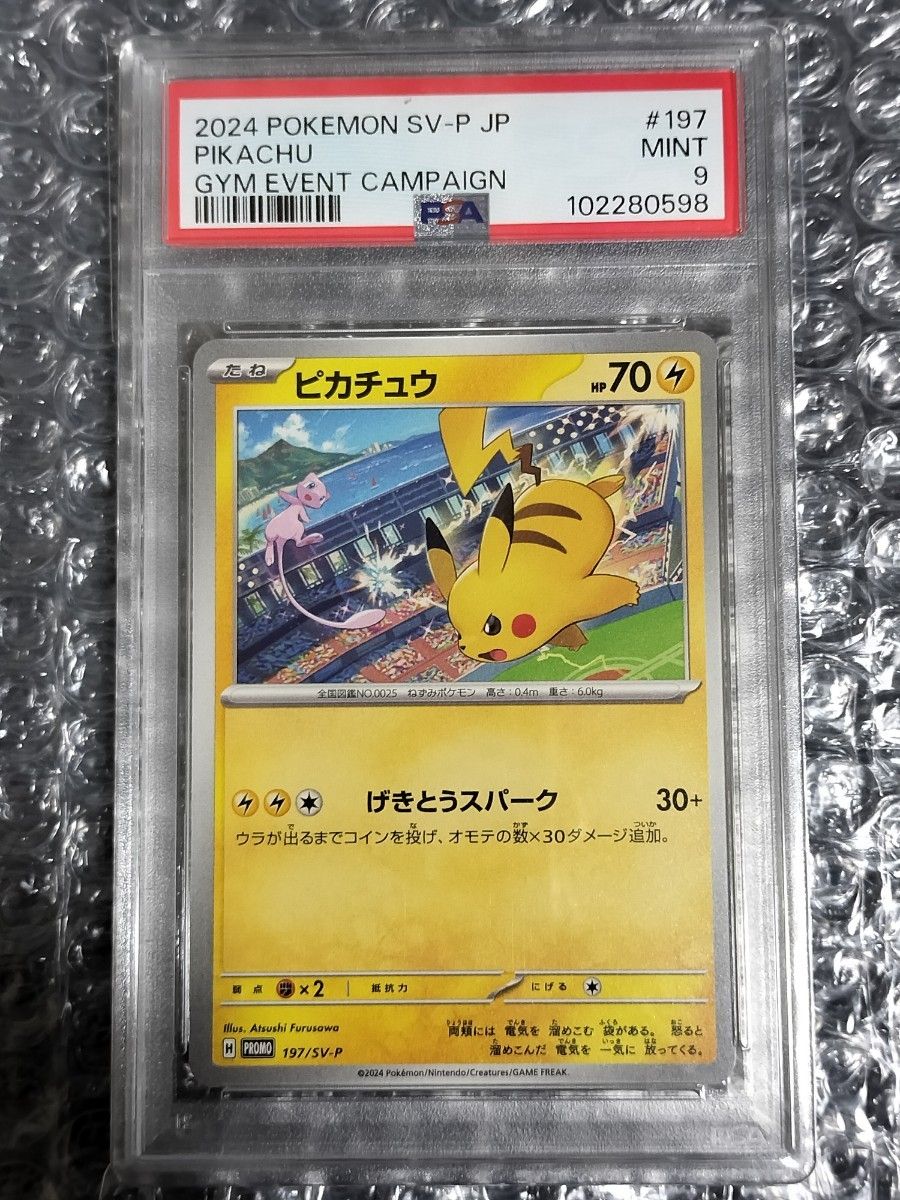 2024 POKEMON SV-P JP #197
PIKACHU MINT
GYM EVENT CAMPAIGN 9
PSA 102280598
たね ピカチュウ HP 70
全国図鑑NO.0025 ねずみポケモン 高さ:0.4m 重さ:6.0kg
げきとうスパーク 30+
ウラが出るまでコインを投げ、オモテの数×30ダメージ追加。
弱点 ×2 抵抗力 にげる
Illus. Atsushi Furusawa
両頬には 電気を 溜めこむ 袋がある。 怒ると
溜めこんだ 電気を 一気に 放ってくる。
H PROMO 197/SV-P
©2024 Pokémon/Nintendo/Creatures/GAME FREAK.